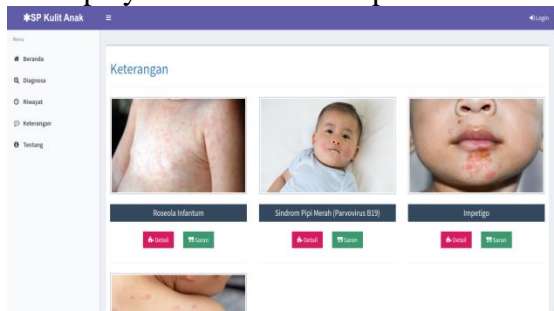 SP Kulit Anak
Login
Menu
Beranda
Diagnosa
Riwayat
Keterangan
Tentang
Keterangan
Roseola Infantum
Sindrom Pipi Merah (Parvovirus B19)
Impetigo
Detail Saran
Detail Saran
Detail Saran